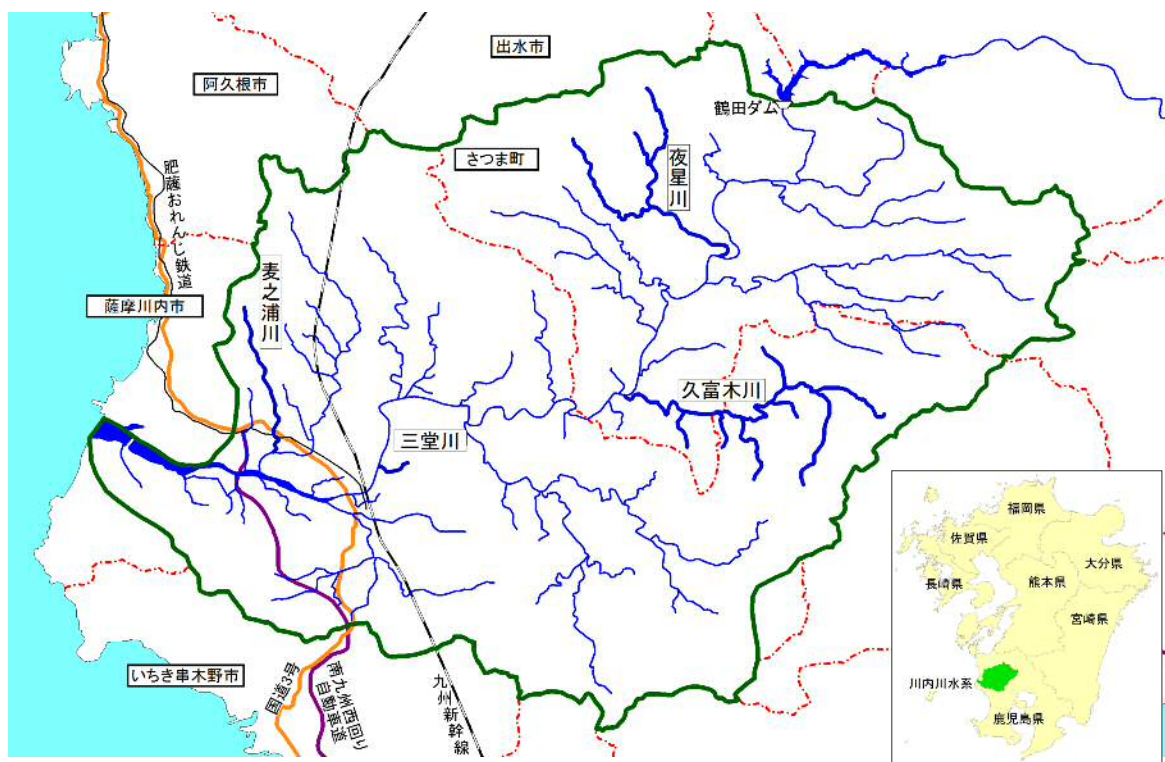 出水市
阿久根市
鶴田ダム
さつま町
夜星川
肥薩おれんじ鉄道
麦之浦川
薩摩川内市
久富木川
三堂川
いちき串木野市
国道3号
南九州西回り
自動車道
九州新幹線
福岡県
佐賀県
大分県
長崎県
熊本県
宮崎県
川内川水系
鹿児島県